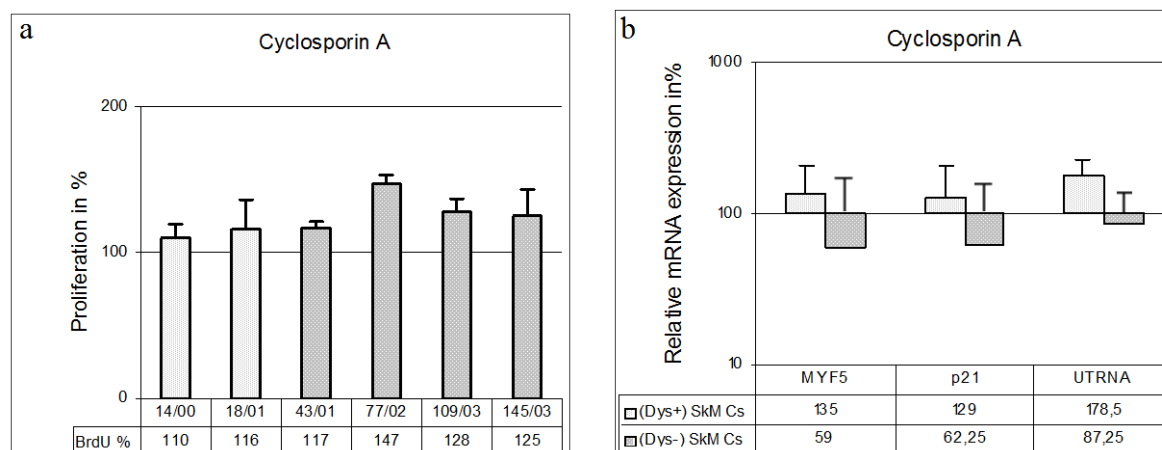 a
Cyclosporin A
Proliferation in %
200
100
0
14/00 18/01 43/01 77/02 109/03 145/03
BrdU % 110 116 117 147 128 125
b
Cyclosporin A
Relative mRNA expression in%
1000
100
10
MYF5 p21 UTRNA
(Dys+) SkM Cs 135 129 178,5
(Dys-) SkM Cs 59 62,25 87,25